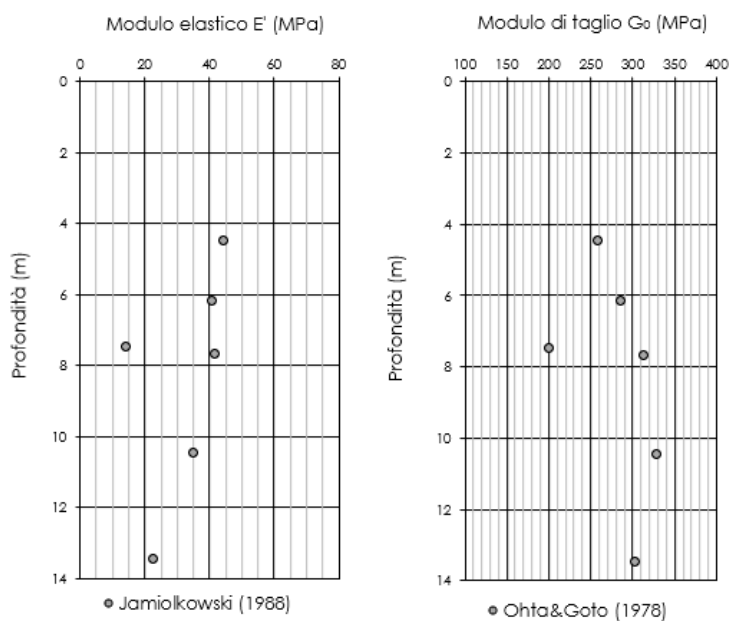 Modulo elastico E' (MPa)
0 20 40 60 80
0
2
4
6
8
10
12
14
Profondità (m)
Jamiolkowski (1988)
Modulo di taglio G₀ (MPa)
100 150 200 250 300 350 400
0
2
4
6
8
10
12
14
Profondità (m)
Ohta&Goto (1978)